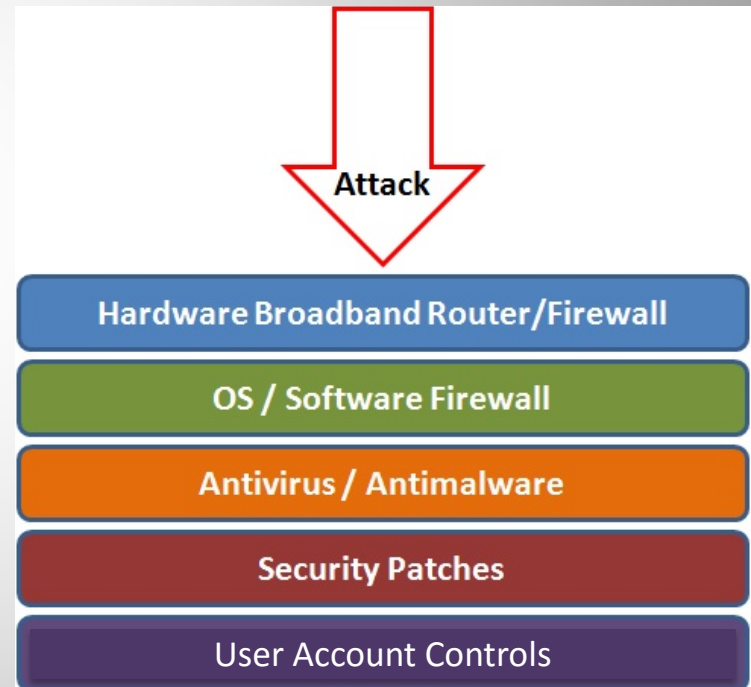 Attack
Hardware Broadband Router/Firewall
OS / Software Firewall
Antivirus / Antimalware
Security Patches
User Account Controls